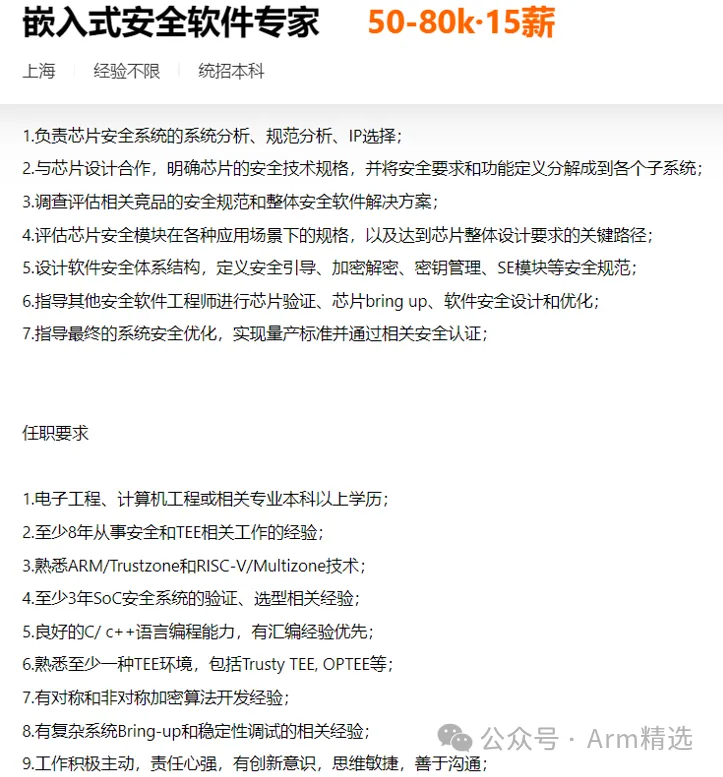 嵌入式安全软件专家 50-80k·15薪
上海 经验不限 统招本科
1.负责芯片安全系统的系统分析、规范分析、IP选择；
2.与芯片设计合作，明确芯片的安全技术规格，并将安全要求和功能定义分解成到各个子系统；
3.调查评估相关竞品的安全规范和整体安全软件解决方案；
4.评估芯片安全模块在各种应用场景下的规格，以及达到芯片整体设计要求的关键路径；
5.设计软件安全体系结构，定义安全引导、加密解密、密钥管理、SE模块等安全规范；
6.指导其他安全软件工程师进行芯片验证、芯片bring up、软件安全设计和优化；
7.指导最终的系统安全优化，实现量产标准并通过相关安全认证；
任职要求
1.电子工程、计算机工程或相关专业本科以上学历；
2.至少8年从事安全和TEE相关工作的经验；
3.熟悉ARM/Trustzone和RISC-V/Multizone技术；
4.至少3年SoC安全系统的验证、选型相关经验；
5.良好的C/ c++语言编程能力，有汇编经验优先；
6.熟悉至少一种TEE环境，包括Trusty TEE, OPTEE等；
7.有对称和非对称加密算法开发经验；
8.有复杂系统Bring-up和稳定性调试的相关经验；
9.工作积极主动，责任心强，有创新意识，思维敏捷，善于沟通；
公众号 · Arm精选